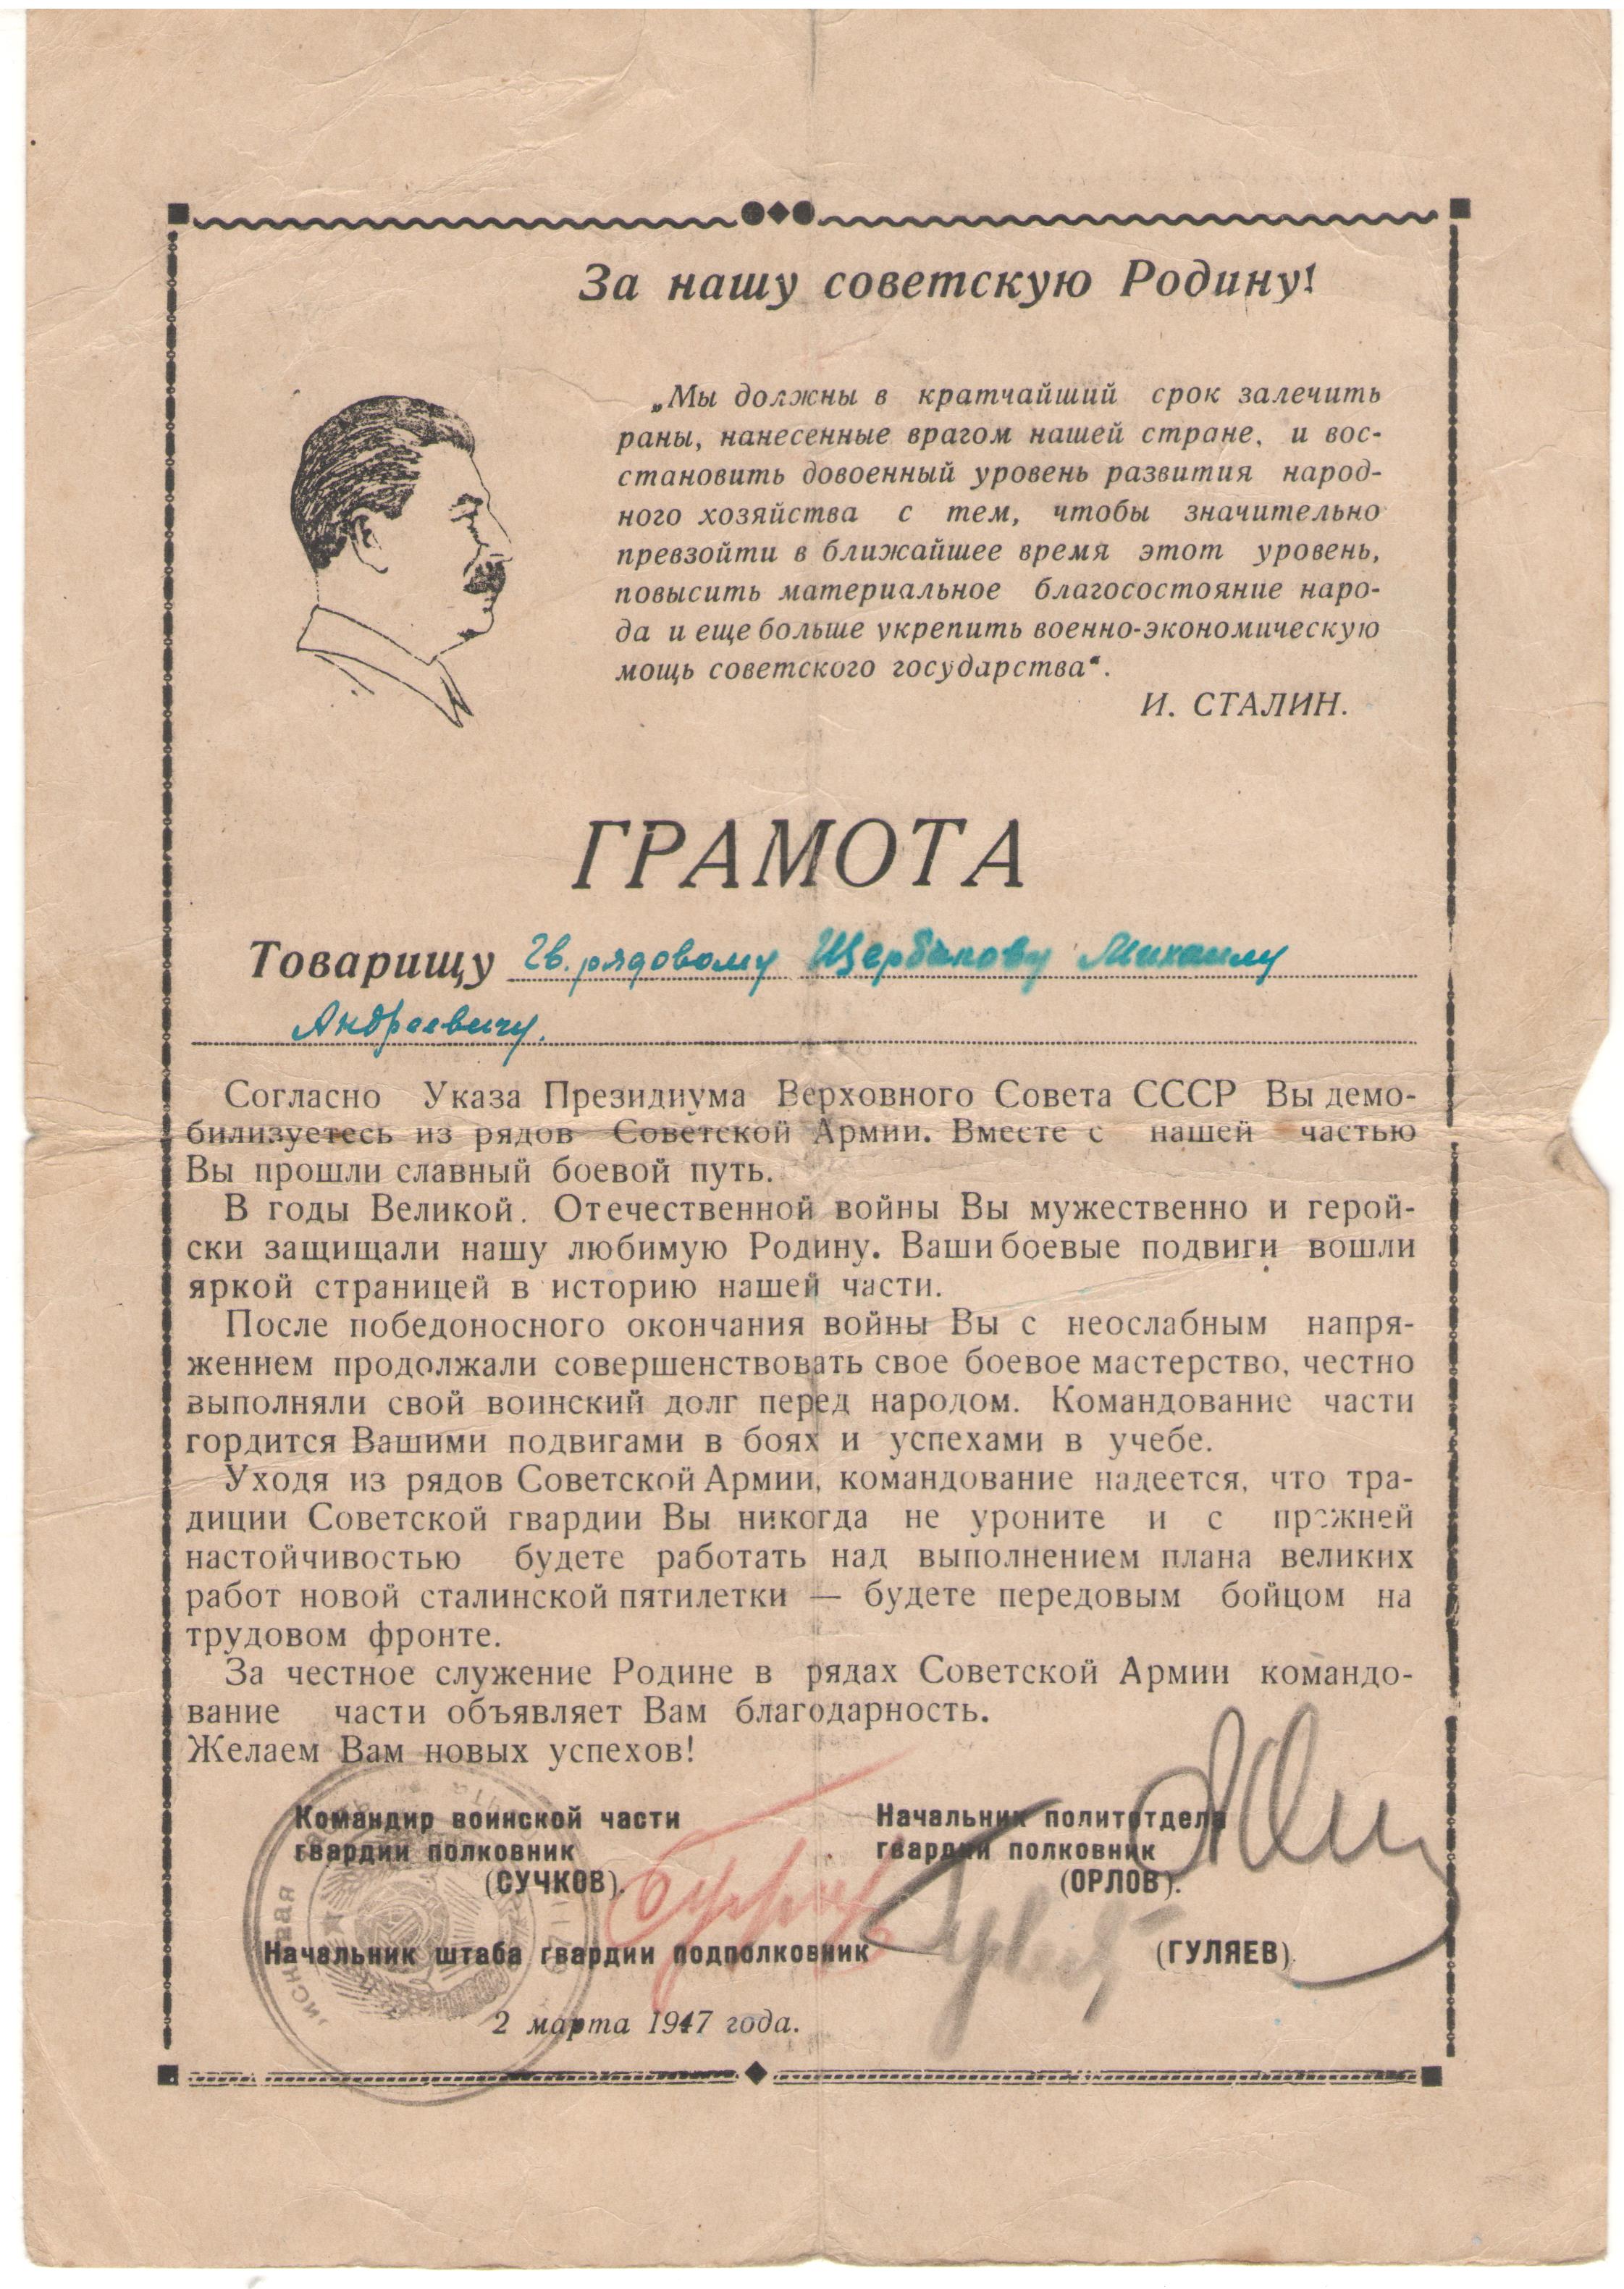 За нашу советскую Родину!
„Мы должны в кратчайший срок залечить
раны, нанесенные врагом нашей стране, и вос-
становить довоенный уровень развития народ-
ного хозяйства с тем, чтобы значительно
превзойти в ближайшее время этот уровень,
повысить материальное благосостояние наро-
да и еще больше укрепить военно-экономическую
мощь советского государства“.
И. СТАЛИН.
ГРАМОТА
Товарищу Гв. рядовому Щербакову Михаилу
Андреевичу.
Согласно Указа Президиума Верховного Совета СССР Вы демо-
билизуетесь из рядов Советской Армии. Вместе с нашей частью
Вы прошли славный боевой путь.
В годы Великой. Отечественной войны Вы мужественно и герой-
ски защищали нашу любимую Родину. Ваши боевые подвиги вошли
яркой страницей в историю нашей части.
После победоносного окончания войны Вы с неослабным напря-
жением продолжали совершенствовать свое боевое мастерство, честно
выполняли свой воинский долг перед народом. Командование части
гордится Вашими подвигами в боях и успехами в учебе.
Уходя из рядов Советской Армии, командование надеется, что тра-
диции Советской гвардии Вы никогда не уроните и с прежней
настойчивостью будете работать над выполнением плана великих
работ новой сталинской пятилетки — будете передовым бойцом на
трудовом фронте.
За честное служение Родине в рядах Советской Армии командо-
вание части объявляет Вам благодарность.
Желаем Вам новых успехов!
Командир воинской части
гвардии полковник
(СУЧКОВ).
Начальник политотдела
гвардии полковник
(ОРЛОВ).
Начальник штаба гвардии подполковник (ГУЛЯЕВ).
2 марта 1947 года.